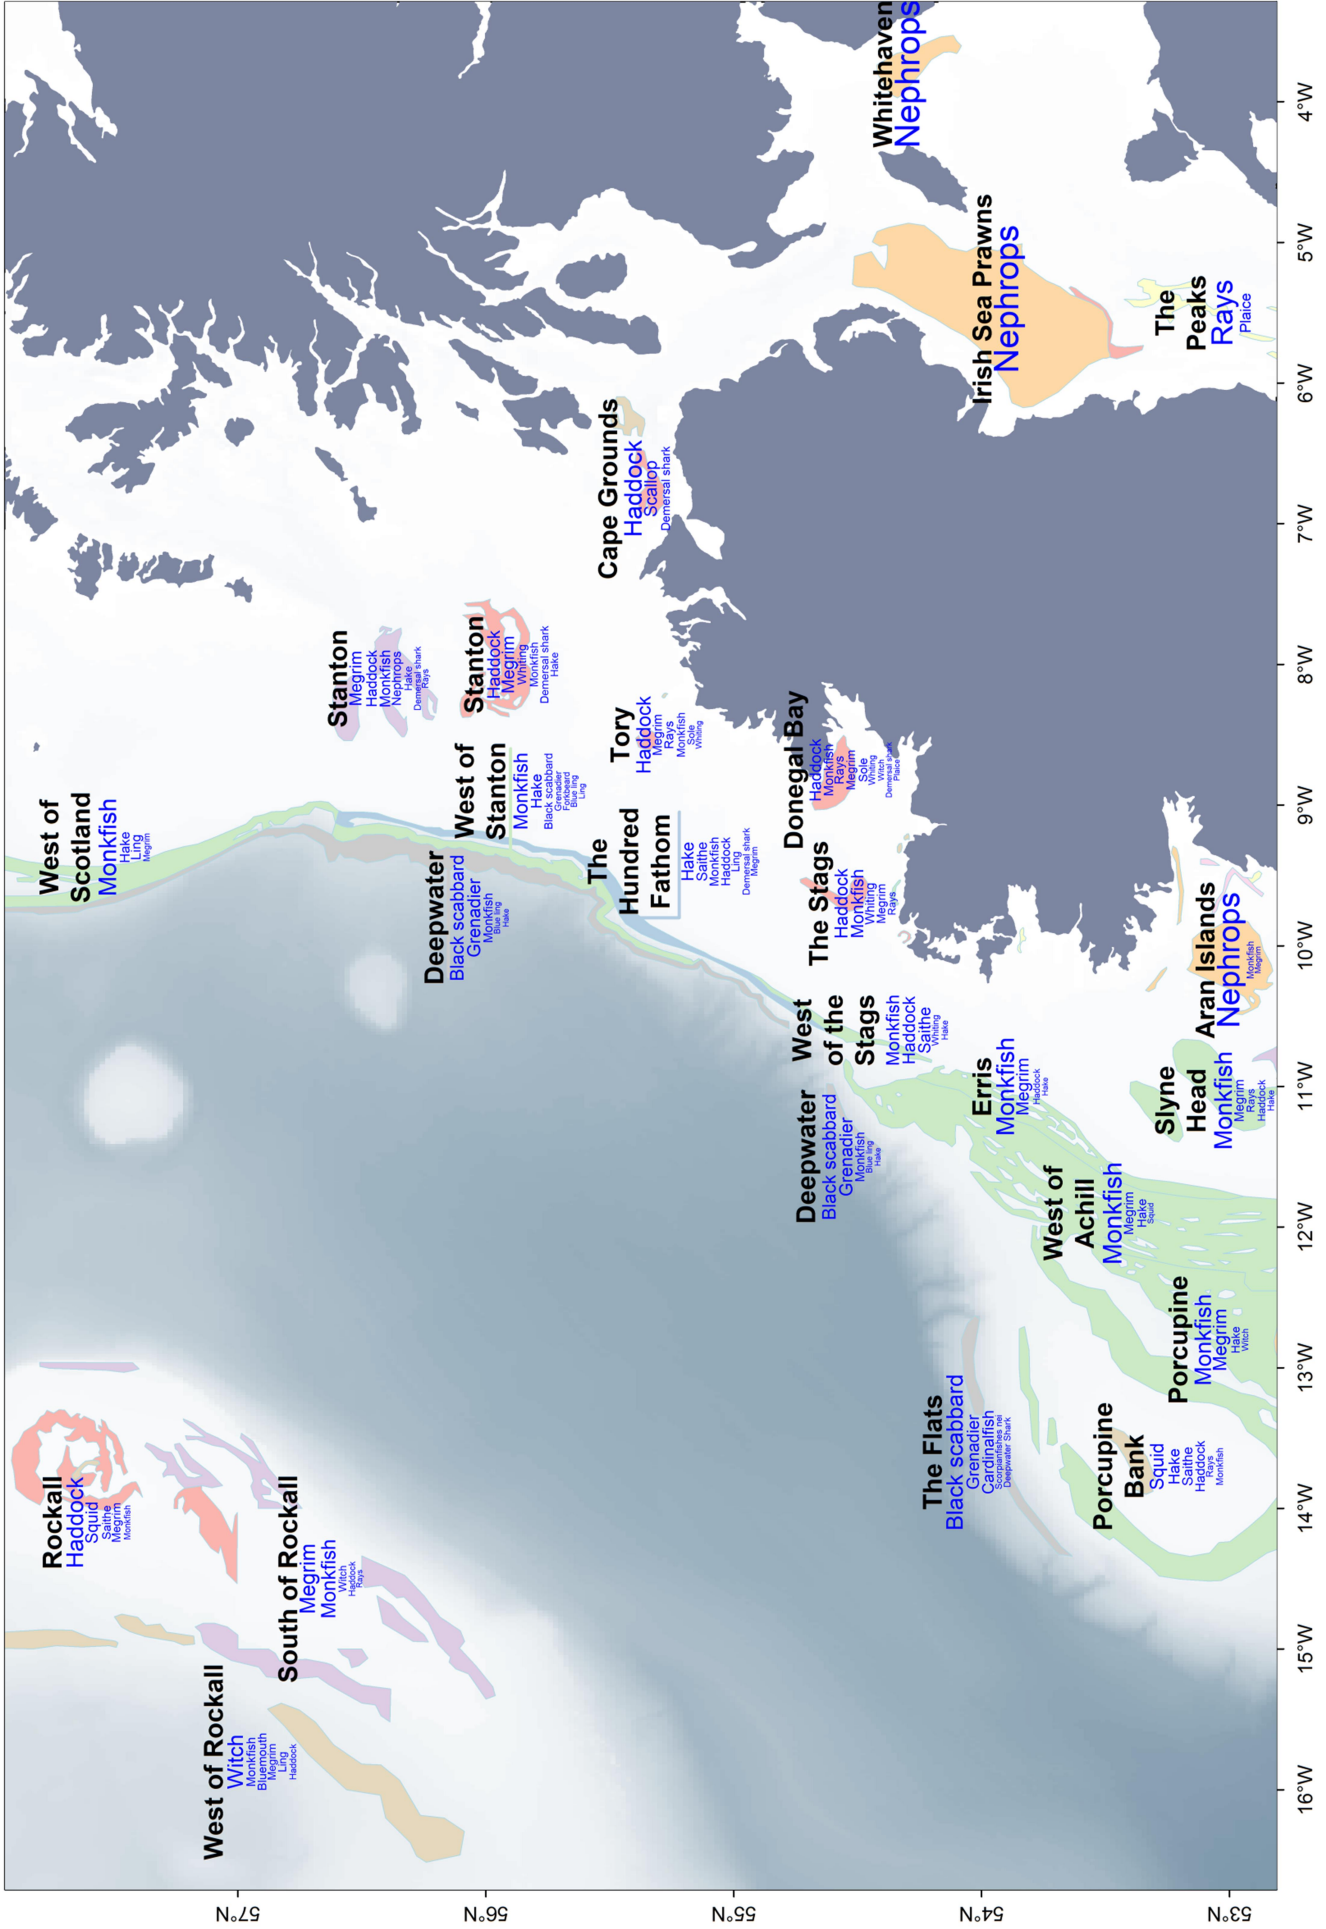 Rockall
Haddock
Squid
Saithe
Megrim
Monkfish
West of Rockall
Witch
Monkfish
Bluemouth
Megrim
Ling
Haddock
South of Rockall
Megrim
Monkfish
Witch
Haddock
Rays
West of
Scotland
Monkfish
Hake
Ling
Megrim
Stanton
Megrim
Haddock
Monkfish
Nephrops
Hake
Demersal shark
Rays
Stanton
Haddock
Megrim
Whiting
Monkfish
Demersal shark
Hake
Deepwater
Black scabbard
Grenadier
Monkfish
Blue ling
Hake
West of
Stanton
Monkfish
Hake
Black scabbard
Grenadier
Forkbeard
Blue ling
Ling
The
Hundred
Fathom
Hake
Saithe
Monkfish
Haddock
Ling
Demersal shark
Megrim
Tory
Haddock
Megrim
Rays
Monkfish
Sole
Whiting
Cape Grounds
Haddock
Scallop
Demersal shark
Donegal Bay
Haddock
Monkfish
Rays
Megrim
Sole
Whiting
Witch
Demersal shark
Plaice
The Stags
Haddock
Monkfish
Whiting
Megrim
Rays
West
of the
Stags
Monkfish
Haddock
Saithe
Whiting
Hake
Deepwater
Black scabbard
Grenadier
Monkfish
Blue ling
Hake
Whitehaven
Nephrops
Irish Sea Prawns
Nephrops
The
Peaks
Rays
Plaice
The Flats
Black scabbard
Grenadier
Cardinalfish
Scorpianfishes nei
Deepwater Shark
Erris
Monkfish
Megrim
Haddock
Hake
West of
Achill
Monkfish
Megrim
Hake
Squid
Porcupine
Bank
Squid
Hake
Saithe
Haddock
Rays
Monkfish
Porcupine
Monkfish
Megrim
Hake
Witch
Slyne
Head
Monkfish
Megrim
Rays
Haddock
Hake
Aran Islands
Nephrops
Monkfish
Megrim
57°N
56°N
55°N
54°N
53°N
16°W
15°W
14°W
13°W
12°W
11°W
10°W
9°W
8°W
7°W
6°W
5°W
4°W